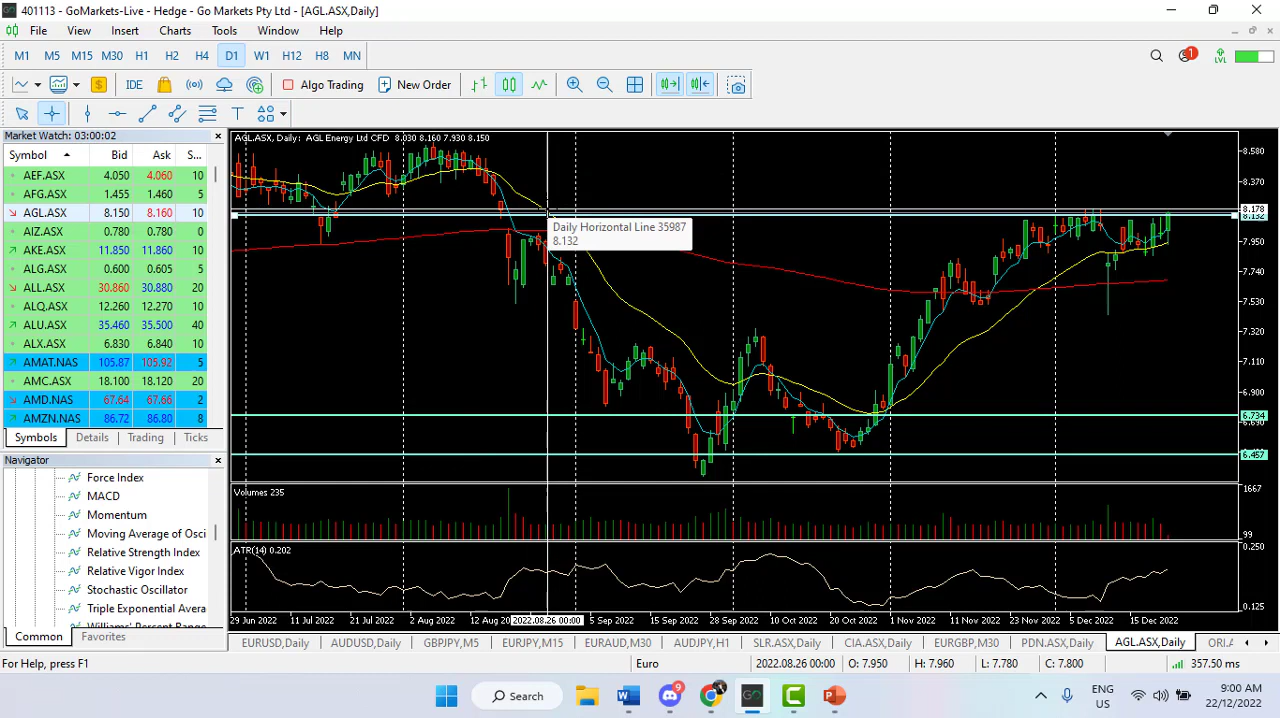 401113 - GoMarkets-Live - Hedge - Go Markets Pty Ltd - [AGL.ASX,Daily]
File View Insert Charts Tools Window Help
M1 M5 M15 M30 H1 H2 H4 D1 W1 H12 H8 MN
1 LVL
IDE Algo Trading New Order
Market Watch: 03:00:02
Symbol Bid Ask S...
AEF.ASX 4.050 4.060 10
AFG.ASX 1.455 1.460 5
AGL.ASX 8.150 8.160 10
AIZ.ASX 0.780 0.780 0
AKE.ASX 11.850 11.860 10
ALG.ASX 0.600 0.605 5
ALL.ASX 30.860 30.880 20
ALQ.ASX 12.260 12.270 10
ALU.ASX 35.460 35.500 40
ALX.ASX 6.830 6.840 10
AMAT.NAS 105.87 105.92 5
AMC.ASX 18.100 18.120 20
AMD.NAS 67.64 67.66 2
AMZN.NAS 86.72 86.80 8
Symbols Details Trading Ticks
Navigator
Force Index
MACD
Momentum
Moving Average of Osci
Relative Strength Index
Relative Vigor Index
Stochastic Oscillator
Triple Exponential Avera
Williams' Percent Range
Common Favorites
AGL.ASX, Daily: AGL Energy Ltd CFD 8.030 8.160 7.930 8.150
Daily Horizontal Line 35987
8.132
8.580
8.370
8.178
8.132
7.950
7.740
7.530
7.320
7.110
6.900
6.734
6.690
6.457
Volumes 235
1667
99
ATR(14) 0.202
0.250
0.125
29 Jun 2022 11 Jul 2022 21 Jul 2022 2 Aug 2022 12 Aug 20 2022.08.26 00:00 5 Sep 2022 15 Sep 2022 28 Sep 2022 10 Oct 2022 20 Oct 2022 1 Nov 2022 11 Nov 2022 23 Nov 2022 5 Dec 2022 15 Dec 2022
EURUSD,Daily AUDUSD,Daily GBPJPY,M5 EURJPY,M15 EURAUD,M30 AUDJPY,H1 SLR.ASX,Daily CIA.ASX,Daily EURGBP,M30 PDN.ASX,Daily AGL.ASX,Daily ORI.
For Help, press F1 Euro 2022.08.26 00:00 O: 7.950 H: 7.960 L: 7.780 C: 7.800 357.50 ms
GO Search 9 ENG US 9:00 AM 22/12/2022